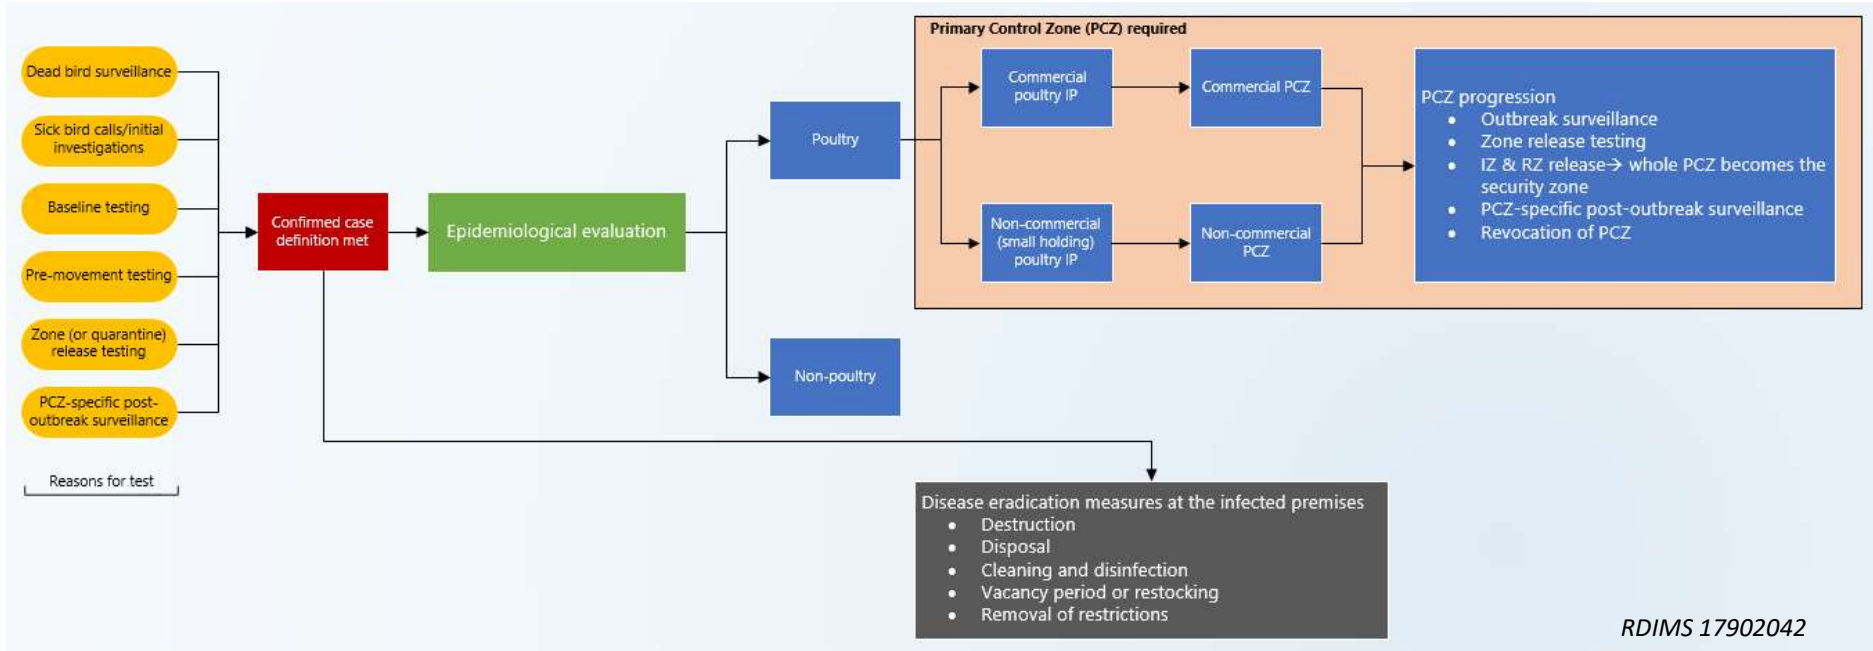 Dead bird surveillance
Sick bird calls/initial
investigations
Baseline testing
Pre-movement testing
Zone (or quarantine)
release testing
PCZ-specific post-
outbreak surveillance
Reasons for test
Confirmed case
definition met
Epidemiological evaluation
Poultry
Non-poultry
Primary Control Zone (PCZ) required
Commercial
poultry IP
Commercial PCZ
Non-commercial
(small holding)
poultry IP
Non-commercial
PCZ
PCZ progression
• Outbreak surveillance
• Zone release testing
• IZ & RZ release→ whole PCZ becomes the
security zone
• PCZ-specific post-outbreak surveillance
• Revocation of PCZ
Disease eradication measures at the infected premises
• Destruction
• Disposal
• Cleaning and disinfection
• Vacancy period or restocking
• Removal of restrictions
RDIMS 17902042